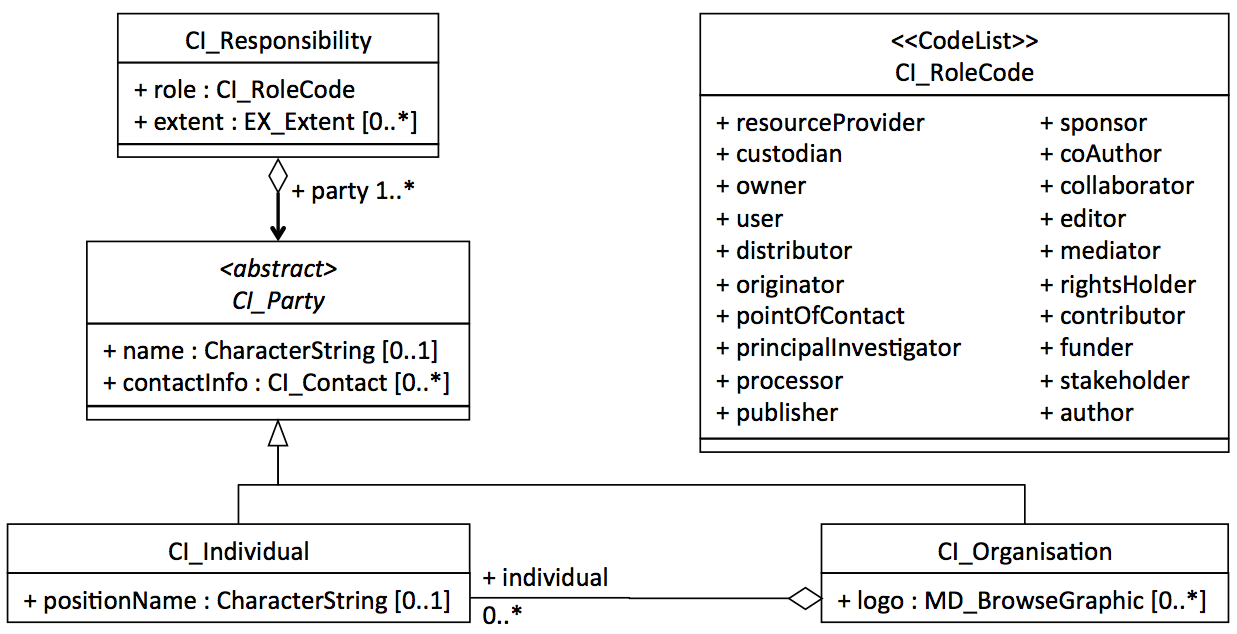 CI_Responsibility
+ role : CI_RoleCode
+ extent : EX_Extent [0..*]
+ party 1..*
<abstract>
CI_Party
+ name : CharacterString [0..1]
+ contactInfo : CI_Contact [0..*]
<<CodeList>>
CI_RoleCode
+ resourceProvider
+ custodian
+ owner
+ user
+ distributor
+ originator
+ pointOfContact
+ principalInvestigator
+ processor
+ publisher
+ sponsor
+ coAuthor
+ collaborator
+ editor
+ mediator
+ rightsHolder
+ contributor
+ funder
+ stakeholder
+ author
CI_Individual
+ positionName : CharacterString [0..1]
+ individual
0..*
CI_Organisation
+ logo : MD_BrowseGraphic [0..*]